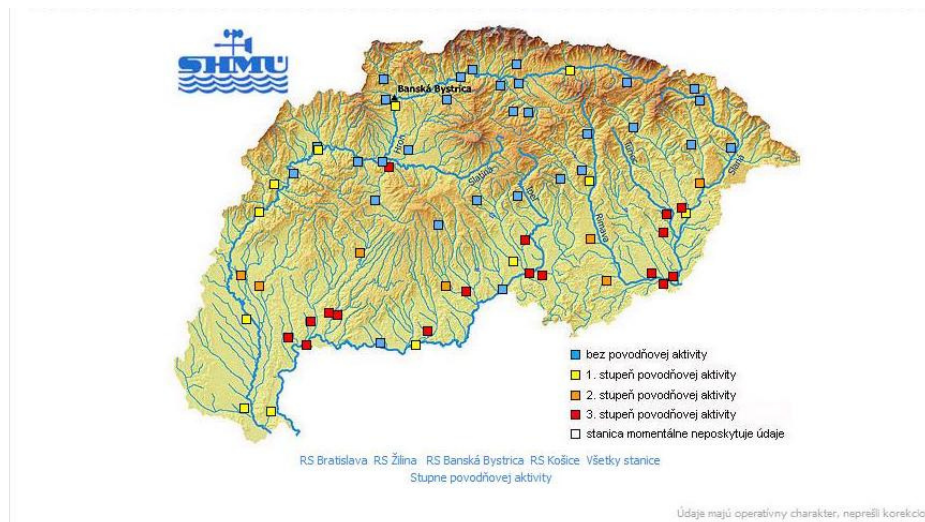 SHMÚ
Banská Bystrica
Hron
Slatina
Ipeľ
Rimava
Slaná
bez povodňovej aktivity
1. stupeň povodňovej aktivity
2. stupeň povodňovej aktivity
3. stupeň povodňovej aktivity
stanica momentálne neposkytuje údaje
RS Bratislava RS Žilina RS Banská Bystrica RS Košice Všetky stanice
Stupne povodňovej aktivity
Údaje majú operatívny charakter, neprešli korekcio